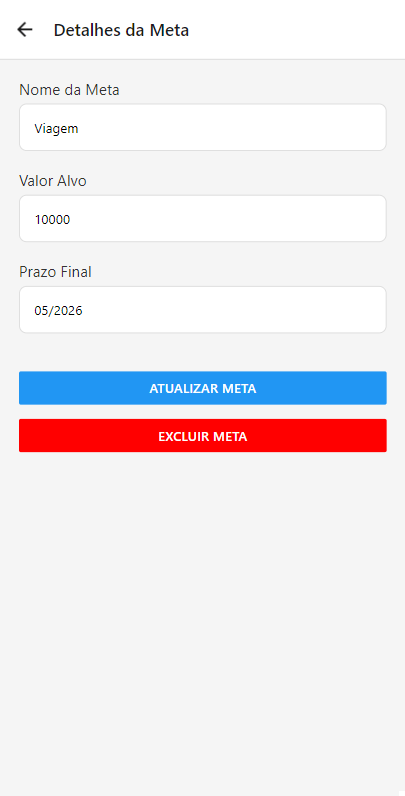 Detalhes da Meta
Nome da Meta
Viagem
Valor Alvo
10000
Prazo Final
05/2026
ATUALIZAR META
EXCLUIR META